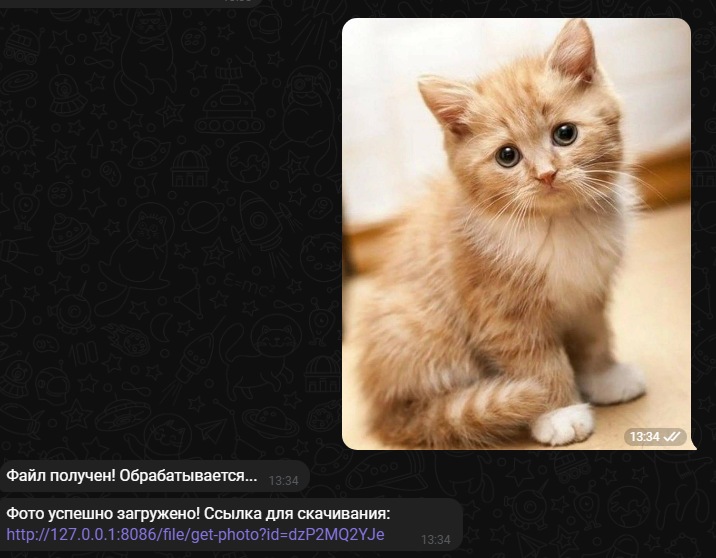 13:34
Файл получен! Обрабатывается... 13:34
Фото успешно загружено! Ссылка для скачивания:
http://127.0.0.1:8086/file/get-photo?id=dzP2MQ2YJe 13:34